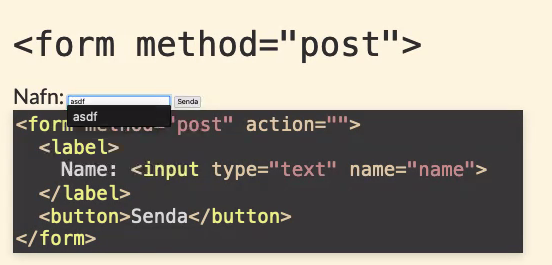 <form method="post">
Nafn: asdf Senda
asdf
<form method="post" action="">
<label>
Name: <input type="text" name="name">
</label>
<button>Senda</button>
</form>